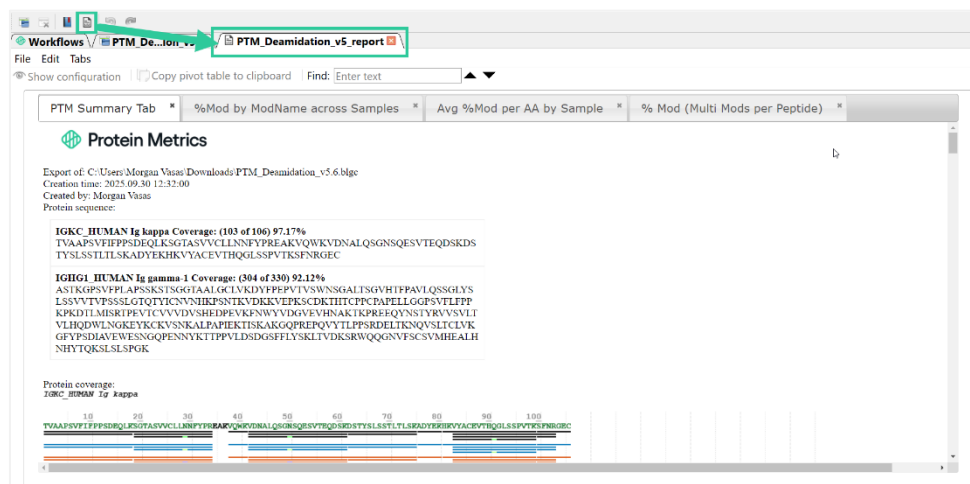 Workflows PTM_De...ion_v5 PTM_Deamidation_v5_report
File Edit Tabs
Show configuration Copy pivot table to clipboard Find: Enter text
PTM Summary Tab %Mod by ModName across Samples Avg %Mod per AA by Sample % Mod (Multi Mods per Peptide)
Protein Metrics
Export of: C:\Users\Morgan Vasas\Downloads\PTM_Deamidation_v5.6.blgc
Creation time: 2025.09.30 12:32:00
Created by: Morgan Vasas
Protein sequence:
IGKC_HUMAN Ig kappa Coverage: (103 of 106) 97.17%
TVAAPSVFIFPPSDEQLKSGTASVVCLLNNFYPREAKVQWKVDNALQSGNSQESVTEQDSKDS
TYSLSSTLTLSKADYEKHKVYACEVTHQGLSSPVTKSFNRGEC
IGHG1_HUMAN Ig gamma-1 Coverage: (304 of 330) 92.12%
ASTKGPSVFPLAPSSKSTSGGTAALGCLVKDYFPEPVTVSWNSGALTSGVHTFPAVLQSSGLYS
LSSVVTVPSSSLGTQTYICNVNHKPSNTKVDKKVEPKSCDKTHTCPPCPAPELLGGPSVFLFPP
KPKDTLMISRTPEVTCVVVDVSHEDPEVKFNWYVDGVEVHNAKTKPREEQYNSTYRVVSVLT
VLHQDWLNGKEYKCKVSNKALPAPIEKTISKAKGQPREPQVYTLPPSRDELTKNQVSLTCLVK
GFYPSDIAVEWESNGQPENNYKTTPPVLDSDGSFFLYSKLTVDKSRWQQGNVFSCSVMHEALH
NHYTQKSLSLSPGK
Protein coverage:
IGKC_HUMAN Ig kappa
10 20 30 40 50 60 70 80 90 100
TVAAPSVFIFPPSDEQLKSGTASVVCLLNNFYPREAKVQWKVDNALQSGNSQESVTEQDSKDSTYSLSSTLTLSKADYEKHKVYACEVTHQGLSSPVTKSFNRGEC